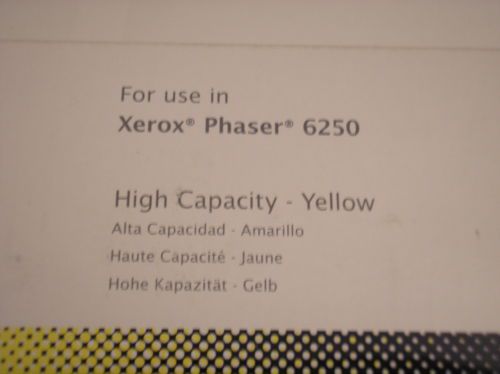 For use in
Xerox® Phaser® 6250
High Capacity - Yellow
Alta Capacidad - Amarillo
Haute Capacité - Jaune
Hohe Kapazität - Gelb